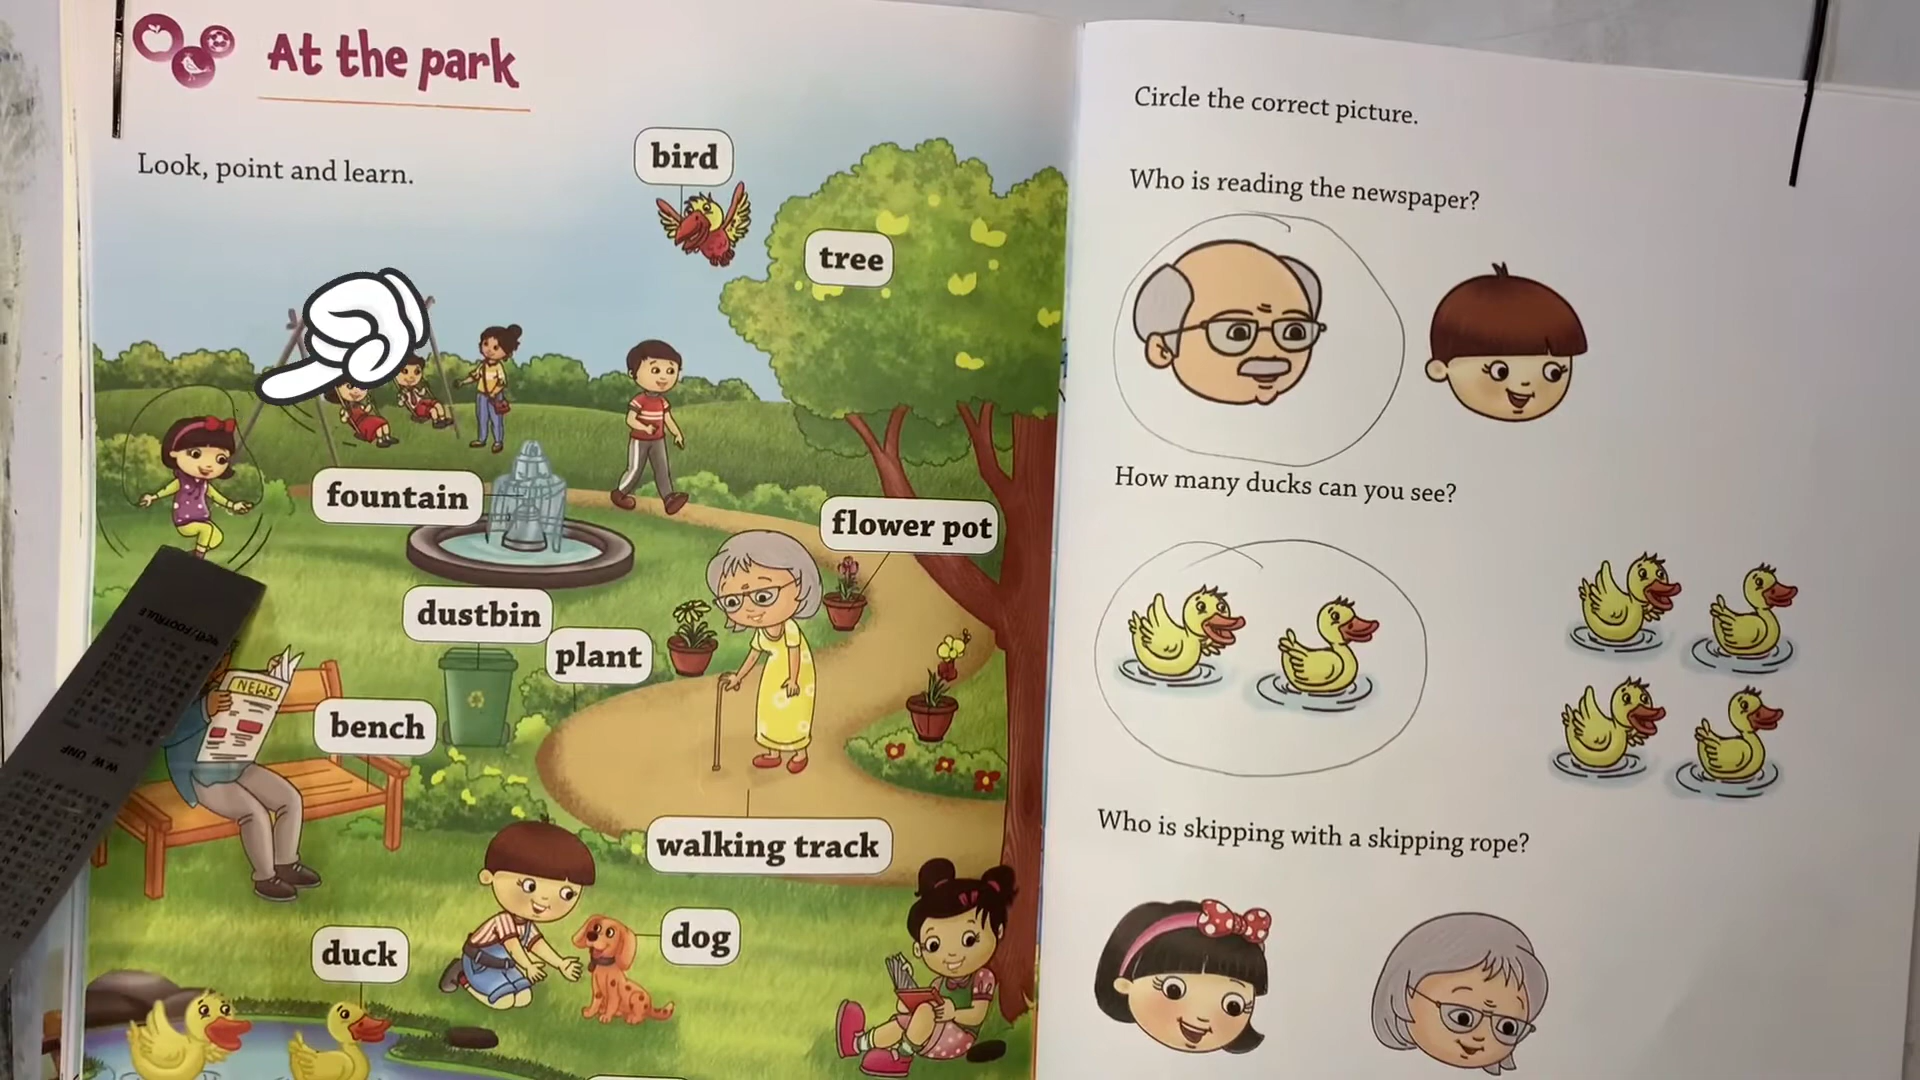 At the park
Look, point and learn.
bird
tree
fountain
flower pot
dustbin
plant
NEWS
bench
walking track
dog
duck
Circle the correct picture.
Who is reading the newspaper?
How many ducks can you see?
Who is skipping with a skipping rope?